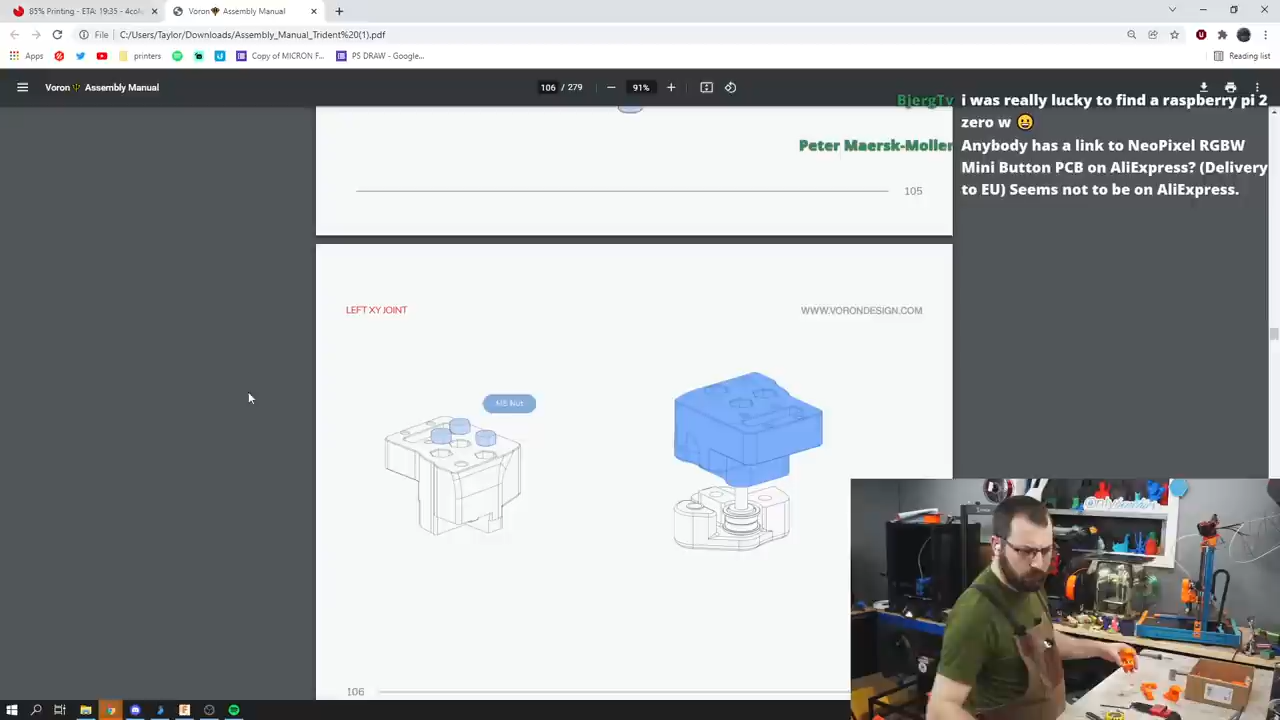 85% Printing - ETA: 19:35 - 4col
Voron Assembly Manual
File
C:/Users/Taylor/Downloads/Assembly_Manual_Trident%20(1).pdf
Apps
printers
Copy of MICRON F...
PS DRAW - Google...
Reading list
Voron Assembly Manual
106 / 279
91%
BjergTv i was really lucky to find a raspberry pi 2
zero w 😀
Peter Maersk-Moller Anybody has a link to NeoPixel RGBW
Mini Button PCB on AliExpress? (Delivery
to EU) Seems not to be on AliExpress.
105
LEFT XY JOINT
WWW.VORONDESIGN.COM
M5 Nut
106